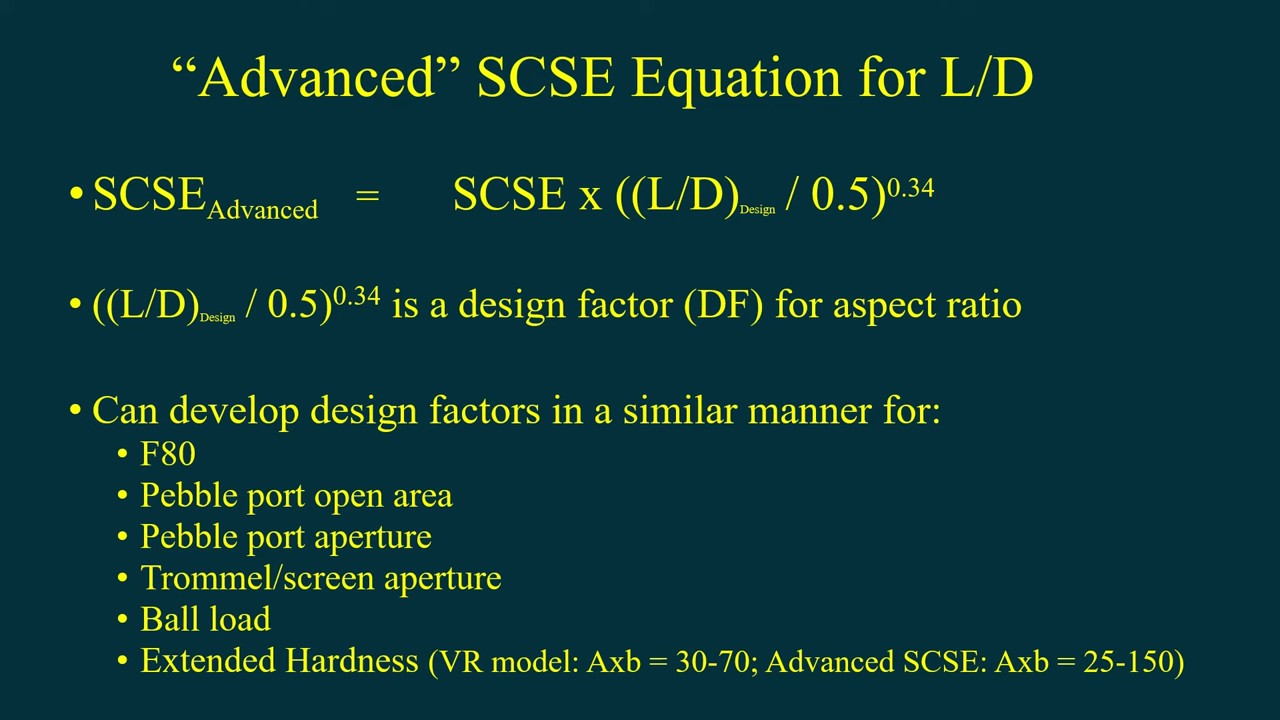 “Advanced” SCSE Equation for L/D
• SCSE Advanced = SCSE x ((L/D) Design / 0.5)^0.34
• ((L/D) Design / 0.5)^0.34 is a design factor (DF) for aspect ratio
• Can develop design factors in a similar manner for:
• F80
• Pebble port open area
• Pebble port aperture
• Trommel/screen aperture
• Ball load
• Extended Hardness (VR model: Axb = 30-70; Advanced SCSE: Axb = 25-150)